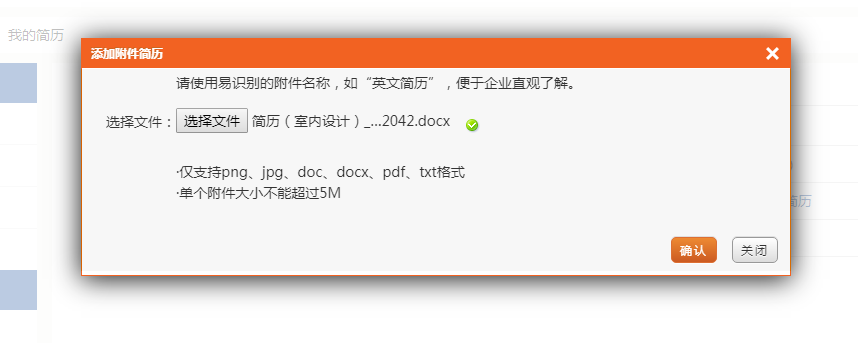 我的简历
添加附件简历
请使用易识别的附件名称，如“英文简历”，便于企业直观了解。
选择文件：选择文件 简历（室内设计）_...2042.docx
·仅支持png、jpg、doc、docx、pdf、txt格式
·单个附件大小不能超过5M
简历
确认 关闭